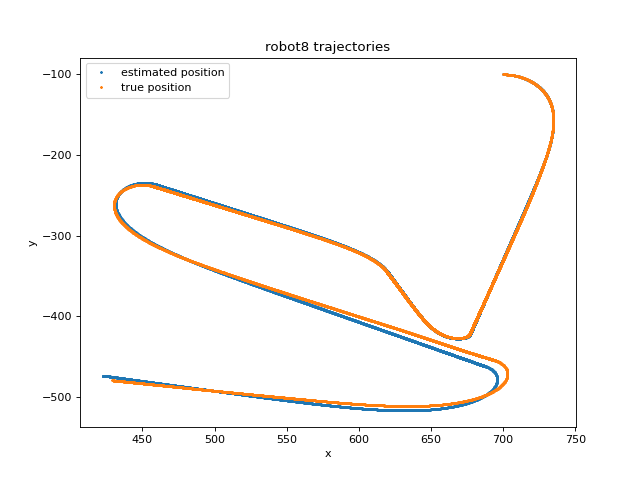 robot8 trajectories
estimated position
true position
−100
−200
−300
−400
−500
y
450
500
550
600
650
700
750
x